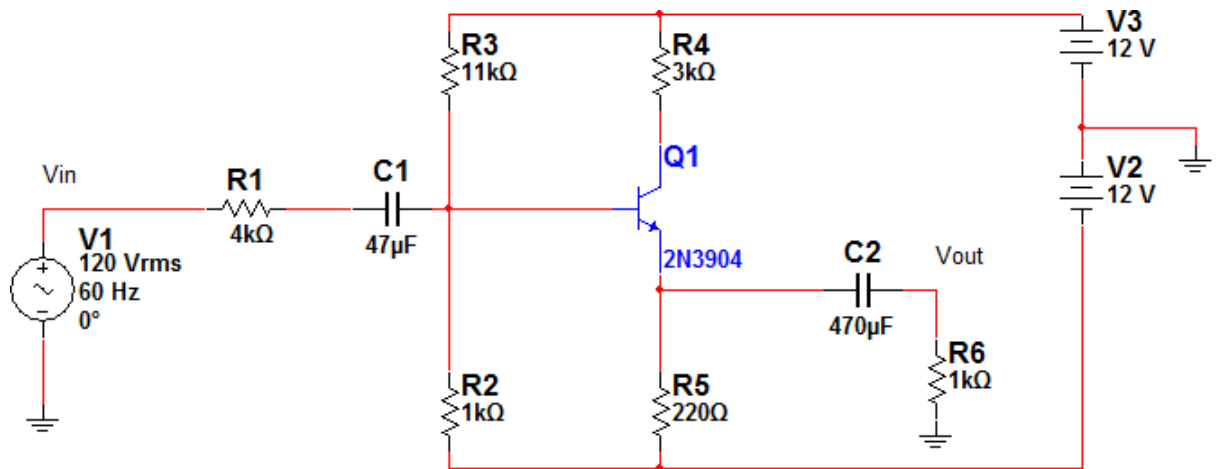 R3
11kΩ
R4
3kΩ
V3
12 V
Vin
R1
4kΩ
C1
47µF
Q1
2N3904
V2
12 V
V1
120 Vrms
60 Hz
0°
C2
470µF
Vout
R2
1kΩ
R5
220Ω
R6
1kΩ